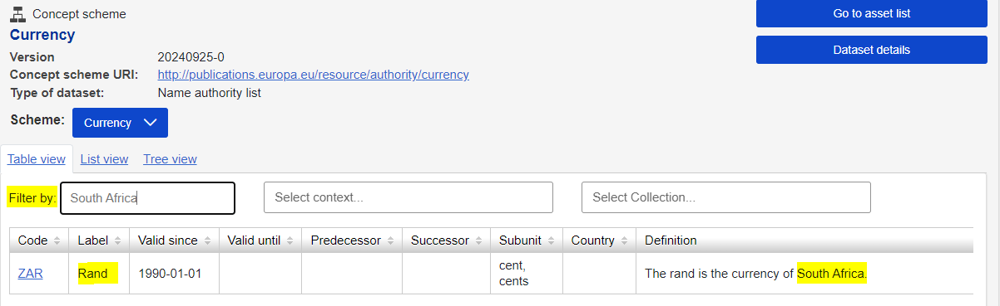 Concept scheme
Go to asset list
Currency
Dataset details
Version 20240925-0
Concept scheme URI: http://publications.europa.eu/resource/authority/currency
Type of dataset: Name authority list
Scheme: Currency
Table view List view Tree view
Filter by: South Africa Select context... Select Collection...
Code Label Valid since Valid until Predecessor Successor Subunit Country Definition
ZAR Rand 1990-01-01 cent, cents The rand is the currency of South Africa.